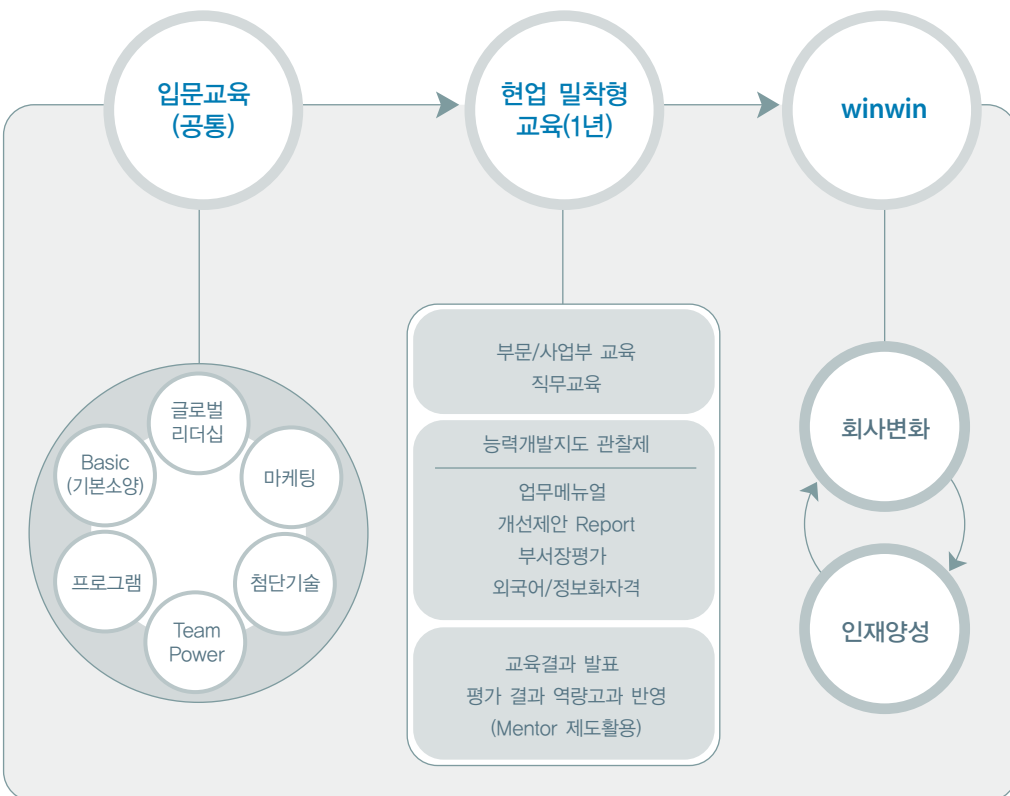 입문교육
(공통)
현업 밀착형
교육(1년)
winwin
글로벌
리더십
Basic
(기본소양)
마케팅
프로그램
첨단기술
Team
Power
부문/사업부 교육
직무교육
능력개발지도 관찰제
업무메뉴얼
개선제안 Report
부서장평가
외국어/정보화자격
교육결과 발표
평가 결과 역량고과 반영
(Mentor 제도활용)
회사변화
인재양성